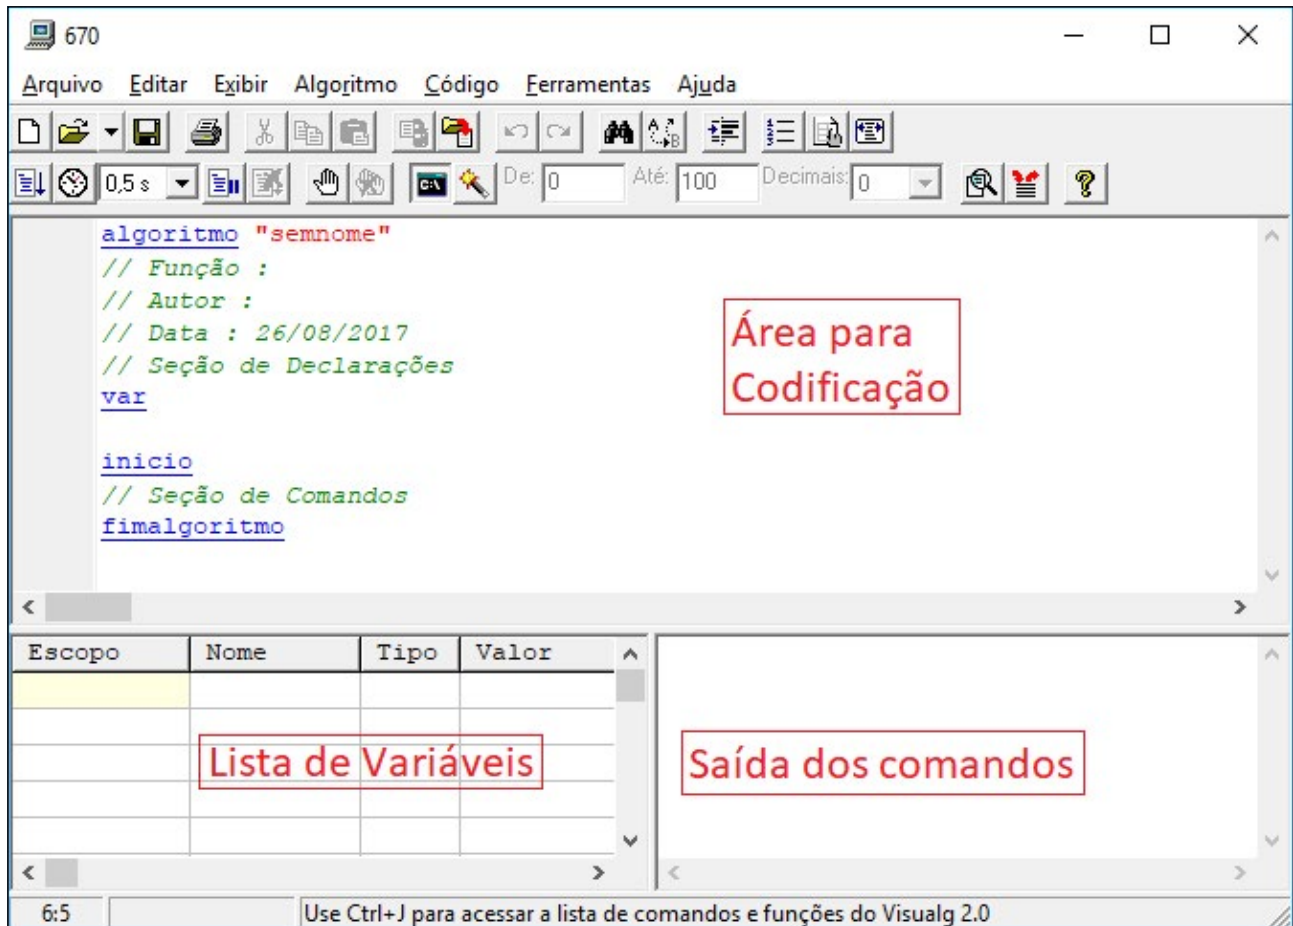 670
Arquivo Editar Exibir Algoritmo Código Ferramentas Ajuda
0,5 s De: 0 Até: 100 Decimais: 0
algoritmo "semnome"
// Função :
// Autor :
// Data : 26/08/2017
// Seção de Declarações
var
inicio
// Seção de Comandos
fimalgoritmo
Área para
Codificação
Escopo Nome Tipo Valor
Lista de Variáveis
Saída dos comandos
6:5 Use Ctrl+J para acessar a lista de comandos e funções do Visualg 2.0